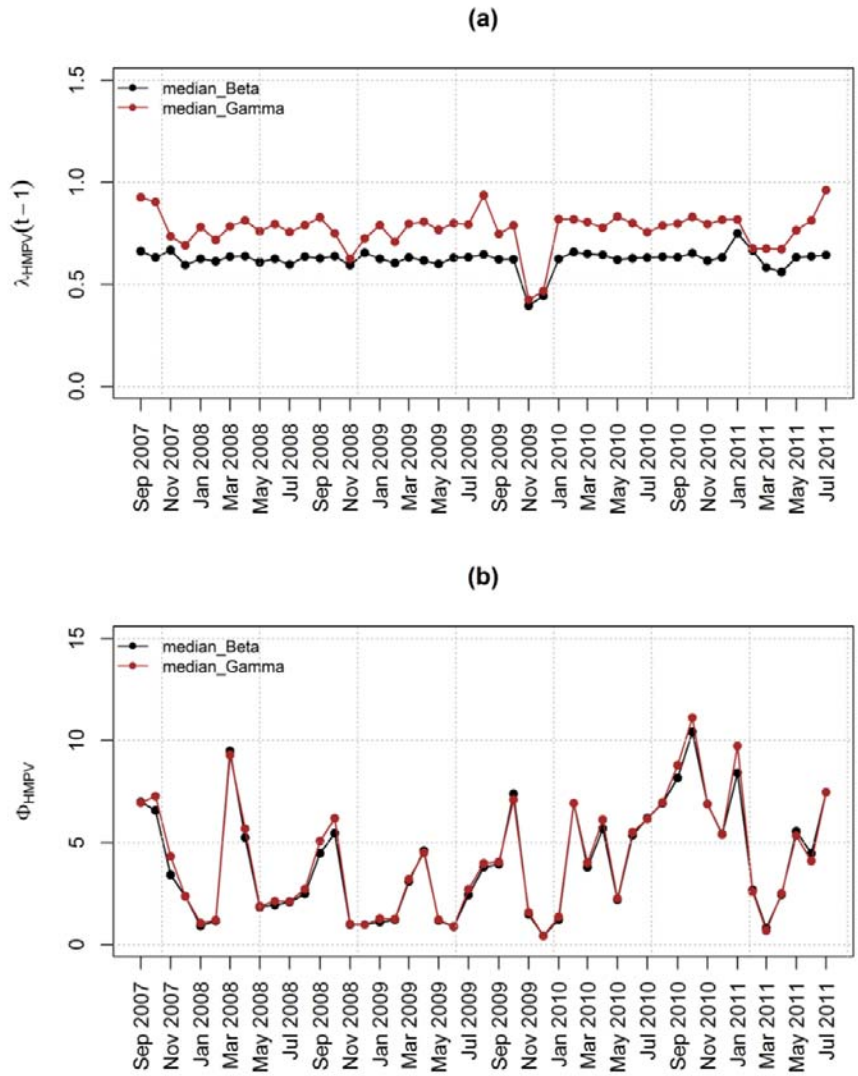 (a)
1.5
1.0
0.5
0.0
λHMPV(t − 1)
median_Beta
median_Gamma
Sep 2007
Nov 2007
Jan 2008
Mar 2008
May 2008
Jul 2008
Sep 2008
Nov 2008
Jan 2009
Mar 2009
May 2009
Jul 2009
Sep 2009
Nov 2009
Jan 2010
Mar 2010
May 2010
Jul 2010
Sep 2010
Nov 2010
Jan 2011
Mar 2011
May 2011
Jul 2011
(b)
15
10
5
0
ΦHMPV
median_Beta
median_Gamma
Sep 2007
Nov 2007
Jan 2008
Mar 2008
May 2008
Jul 2008
Sep 2008
Nov 2008
Jan 2009
Mar 2009
May 2009
Jul 2009
Sep 2009
Nov 2009
Jan 2010
Mar 2010
May 2010
Jul 2010
Sep 2010
Nov 2010
Jan 2011
Mar 2011
May 2011
Jul 2011